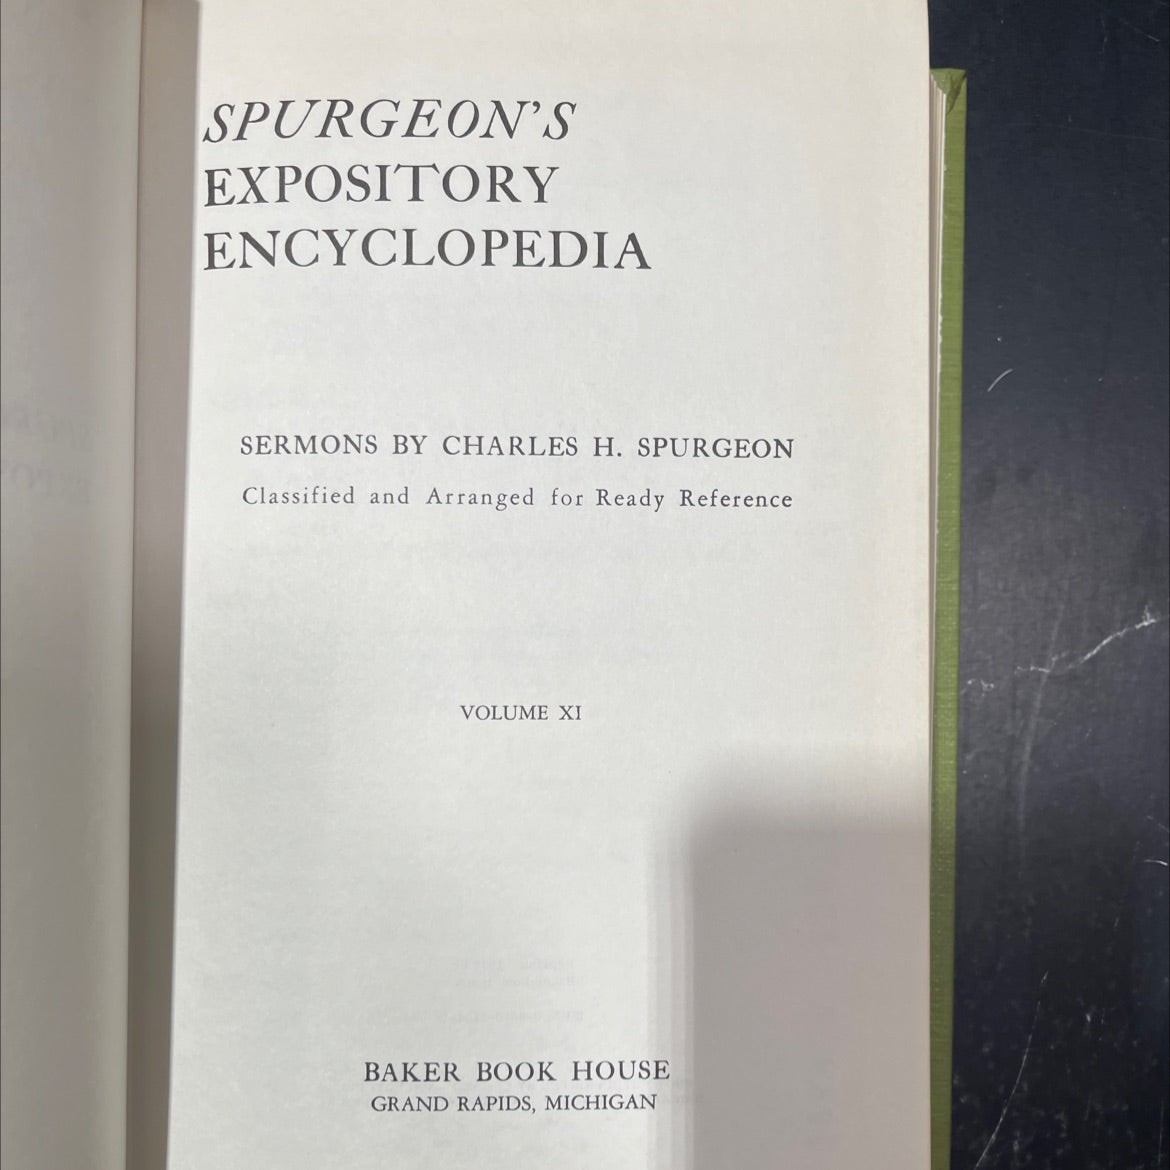 SPURGEON'S
EXPOSITORY
ENCYCLOPEDIA
SERMONS BY CHARLES H. SPURGEON
Classified and Arranged for Ready Reference
VOLUME XI
BAKER BOOK HOUSE
GRAND RAPIDS, MICHIGAN